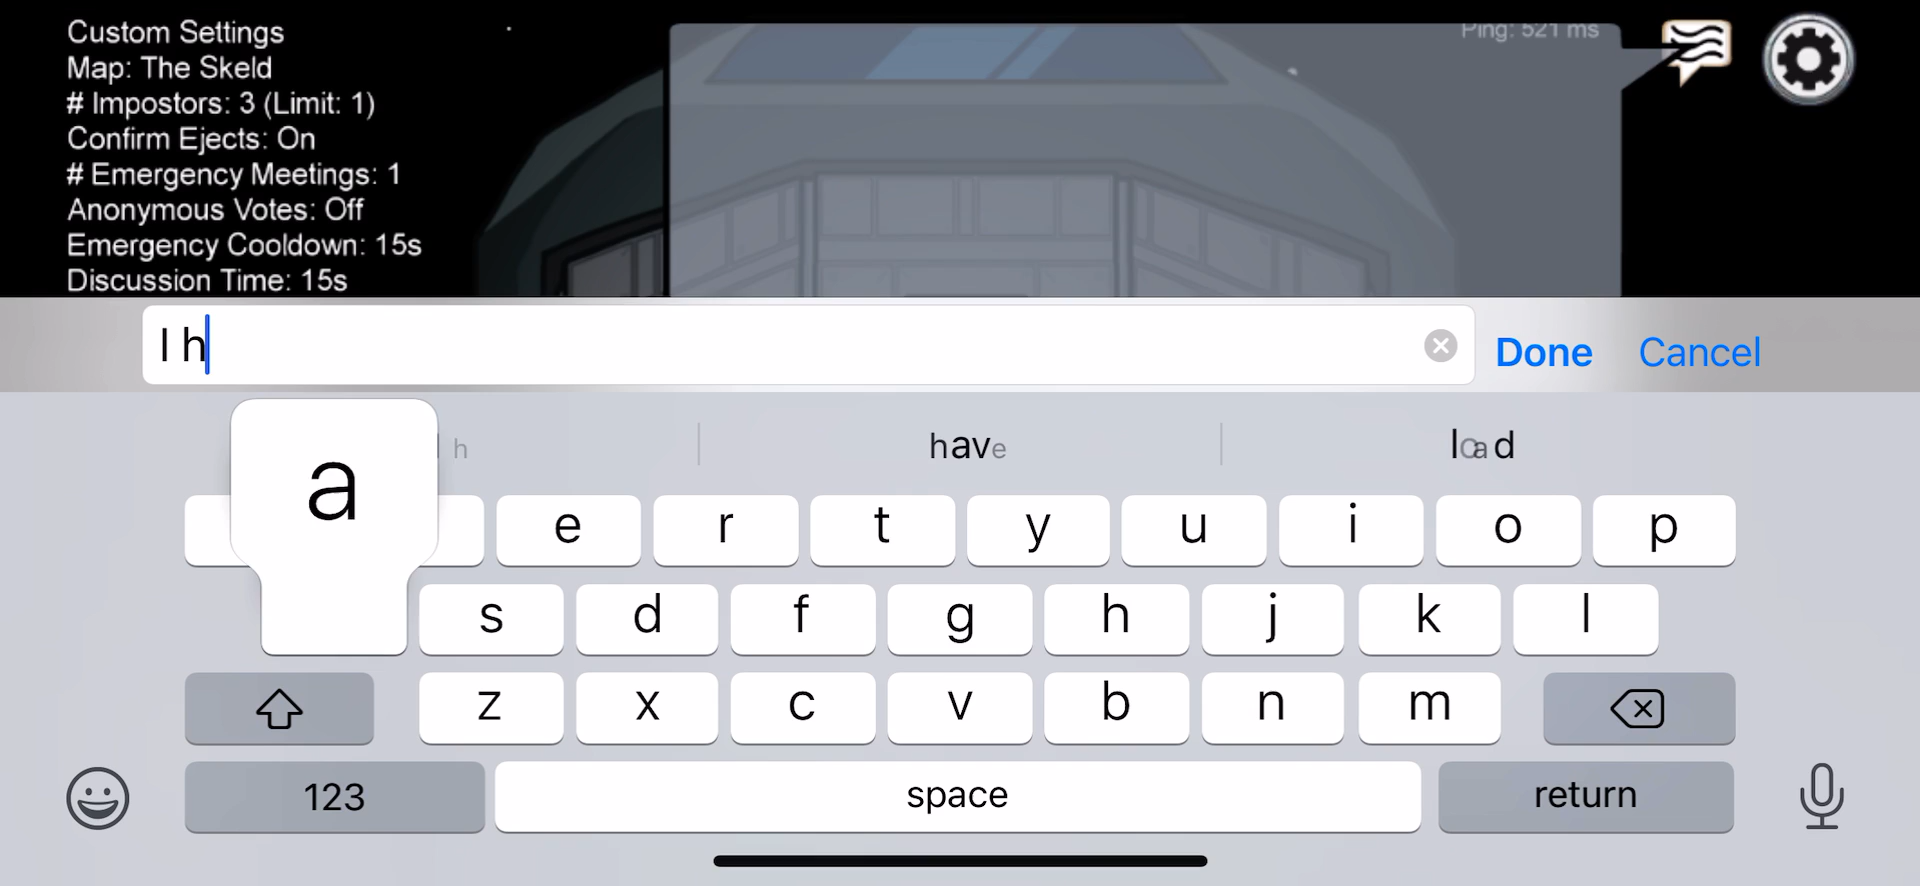 Custom Settings
Map: The Skeld
# Impostors: 3 (Limit: 1)
Confirm Ejects: On
# Emergency Meetings: 1
Anonymous Votes: Off
Emergency Cooldown: 15s
Discussion Time: 15s
Ping: 521 ms
I h
Done
Cancel
a
h
have
e r t y u i o p
s d f g h j k l
z x c v b n m
123
space
return